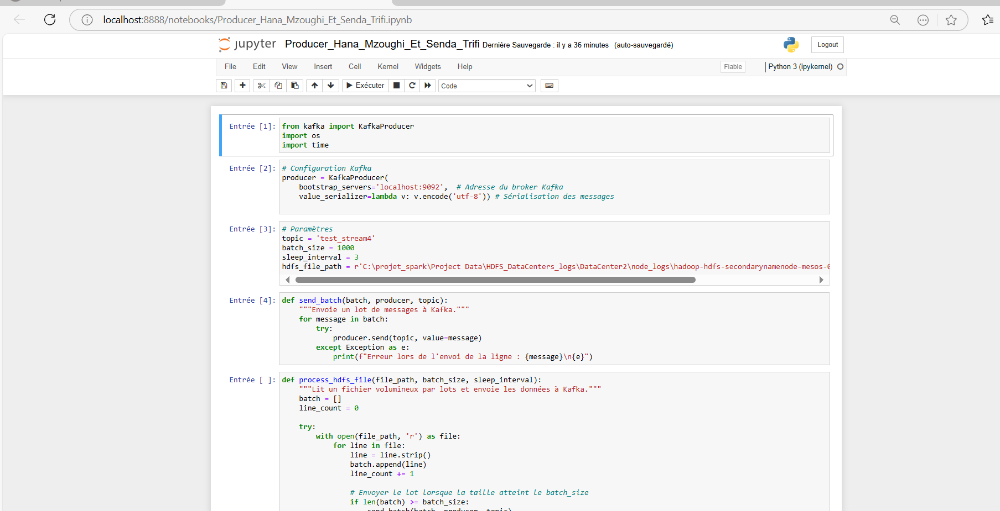 localhost:8888/notebooks/Producer_Hana_Mzoughi_Et_Senda_Trifi.ipynb
jupyter Producer_Hana_Mzoughi_Et_Senda_Trifi Dernière Sauvegarde : il y a 36 minutes (auto-sauvegardé)
Logout
File Edit View Insert Cell Kernel Widgets Help
Fiable
Python 3 (ipykernel)
Exécuter
Code
Entrée [1]: from kafka import KafkaProducer
import os
import time
Entrée [2]: # Configuration Kafka
producer = KafkaProducer(
    bootstrap_servers='localhost:9092',  # Adresse du broker Kafka
    value_serializer=lambda v: v.encode('utf-8')) # Sérialisation des messages
Entrée [3]: # Paramètres
topic = 'test_stream4'
batch_size = 1000
sleep_interval = 3
hdfs_file_path = r'C:\projet_spark\Project Data\HDFS_DataCenters_logs\DataCenter2\node_logs\hadoop-hdfs-secondarynamenode-mesos-
Entrée [4]: def send_batch(batch, producer, topic):
    """Envoie un lot de messages à Kafka."""
    for message in batch:
        try:
            producer.send(topic, value=message)
        except Exception as e:
            print(f"Erreur lors de l'envoi de la ligne : {message}\n{e}")
Entrée [ ]: def process_hdfs_file(file_path, batch_size, sleep_interval):
    """Lit un fichier volumineux par lots et envoie les données à Kafka."""
    batch = []
    line_count = 0
    try:
        with open(file_path, 'r') as file:
            for line in file:
                line = line.strip()
                batch.append(line)
                line_count += 1
                # Envoyer le lot lorsque la taille atteint le batch_size
                if len(batch) >= batch_size:
                    send_batch(batch, producer, topic)